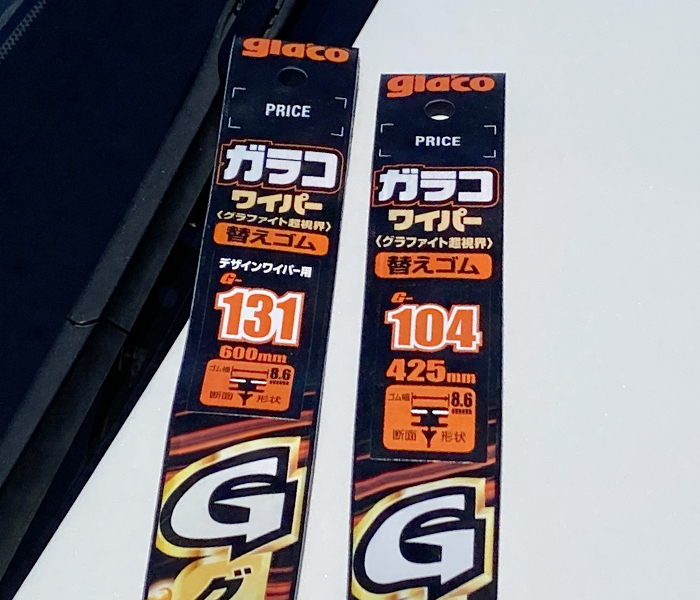 glaco
PRICE
ガラコ
ワイパー
〈グラファイト超視界〉
替えゴム
デザインワイパー用
G-
131
600mm
ゴム幅
8.6
mm
断面
形状
G
グ
glaco
PRICE
ガラコ
ワイパー
〈グラファイト超視界〉
替えゴム
G-
104
425mm
ゴム幅
8.6
mm
断面
形状
G